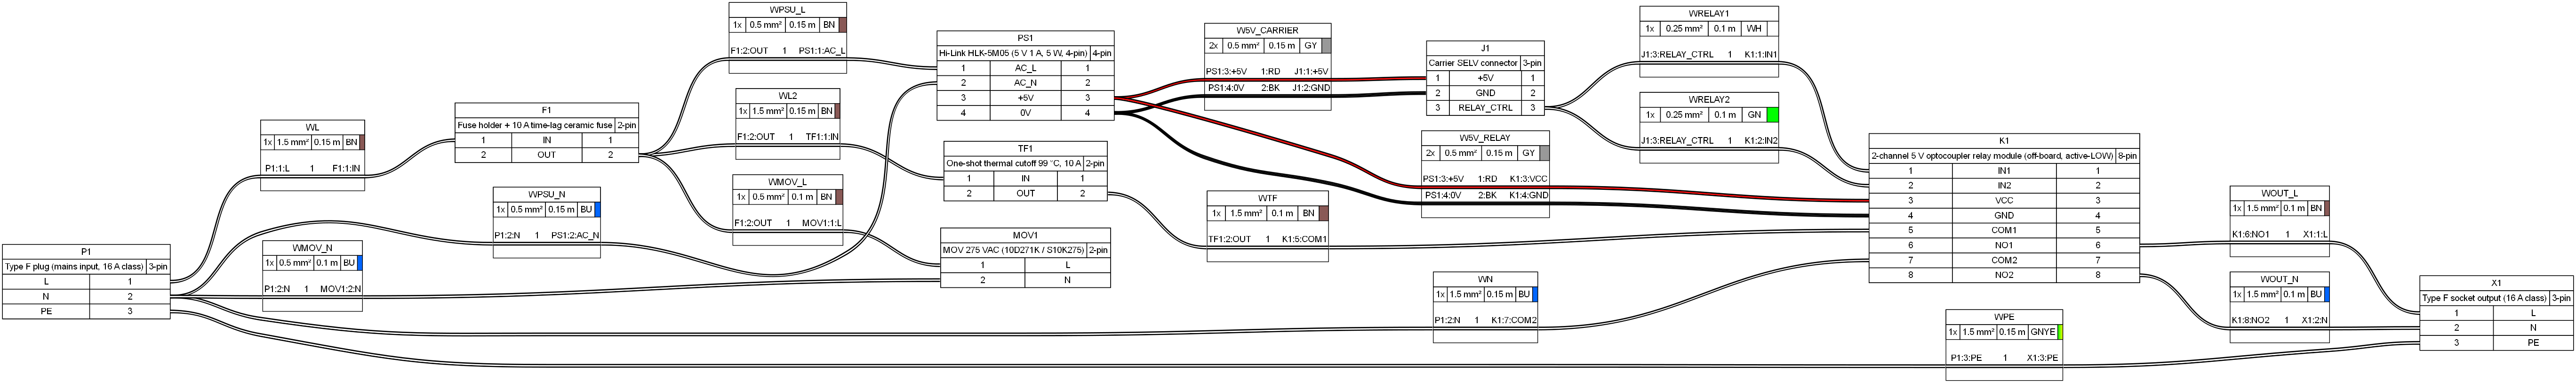 P1
Type F plug (mains input, 16 A class) 3-pin
L 1
N 2
PE 3
WL
1x 1.5 mm² 0.15 m BN
P1:1:L 1 F1:1:IN
WMOV_N
1x 0.5 mm² 0.1 m BU
P1:2:N 1 MOV1:2:N
F1
Fuse holder + 10 A time-lag ceramic fuse 2-pin
1 IN 1
2 OUT 2
WPSU_N
1x 0.5 mm² 0.15 m BU
P1:2:N 1 PS1:2:AC_N
WPSU_L
1x 0.5 mm² 0.15 m BN
F1:2:OUT 1 PS1:1:AC_L
WL2
1x 1.5 mm² 0.15 m BN
F1:2:OUT 1 TF1:1:IN
WMOV_L
1x 0.5 mm² 0.1 m BN
F1:2:OUT 1 MOV1:1:L
PS1
Hi-Link HLK-5M05 (5 V 1 A, 5 W, 4-pin) 4-pin
1 AC_L 1
2 AC_N 2
3 +5V 3
4 0V 4
TF1
One-shot thermal cutoff 99 °C, 10 A 2-pin
1 IN 1
2 OUT 2
MOV1
MOV 275 VAC (10D271K / S10K275) 2-pin
1 L
2 N
W5V_CARRIER
2x 0.5 mm² 0.15 m GY
PS1:3:+5V 1:RD J1:1:+5V
PS1:4:0V 2:BK J1:2:GND
WTF
1x 1.5 mm² 0.1 m BN
TF1:2:OUT 1 K1:5:COM1
J1
Carrier SELV connector 3-pin
1 +5V 1
2 GND 2
3 RELAY_CTRL 3
W5V_RELAY
2x 0.5 mm² 0.15 m GY
PS1:3:+5V 1:RD K1:3:VCC
PS1:4:0V 2:BK K1:4:GND
WN
1x 1.5 mm² 0.15 m BU
P1:2:N 1 K1:7:COM2
WRELAY1
1x 0.25 mm² 0.1 m WH
J1:3:RELAY_CTRL 1 K1:1:IN1
WRELAY2
1x 0.25 mm² 0.1 m GN
J1:3:RELAY_CTRL 1 K1:2:IN2
K1
2-channel 5 V optocoupler relay module (off-board, active-LOW) 8-pin
1 IN1 1
2 IN2 2
3 VCC 3
4 GND 4
5 COM1 5
6 NO1 6
7 COM2 7
8 NO2 8
WPE
1x 1.5 mm² 0.15 m GNYE
P1:3:PE 1 X1:3:PE
WOUT_L
1x 1.5 mm² 0.1 m BN
K1:6:NO1 1 X1:1:L
WOUT_N
1x 1.5 mm² 0.1 m BU
K1:8:NO2 1 X1:2:N
X1
Type F socket output (16 A class) 3-pin
1 L
2 N
3 PE